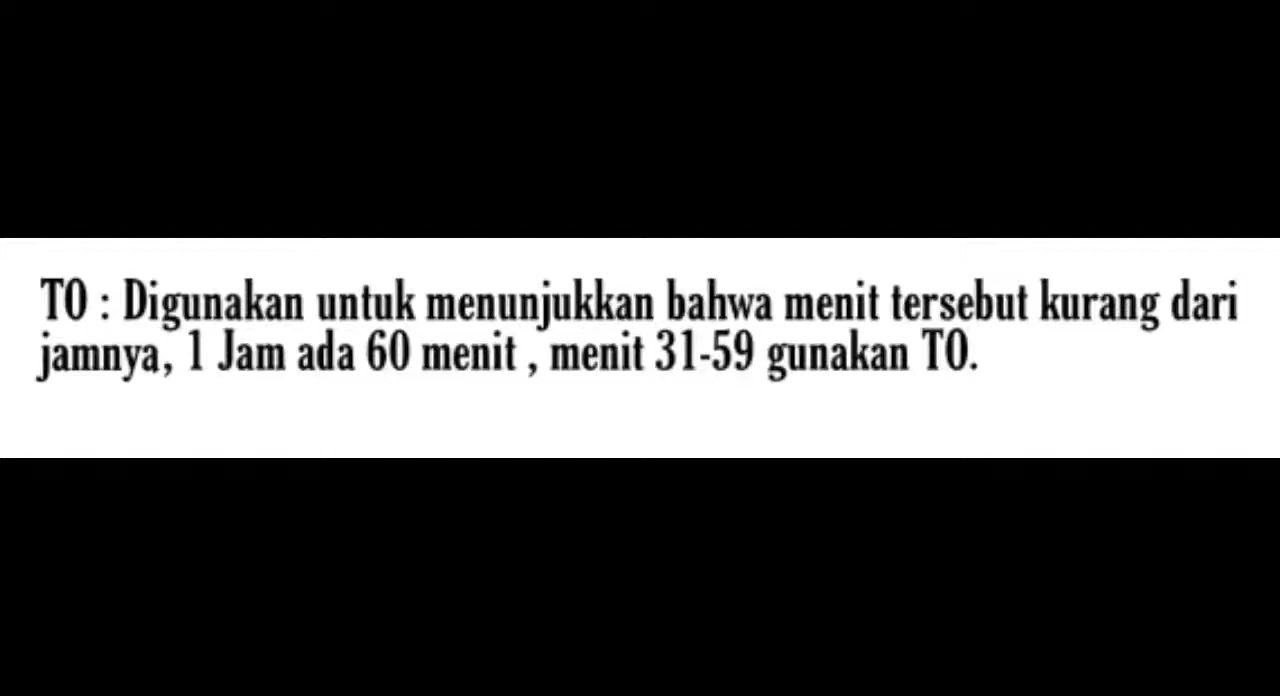 TO : Digunakan untuk menunjukkan bahwa menit tersebut kurang dari
jamnya, 1 Jam ada 60 menit , menit 31-59 gunakan TO.